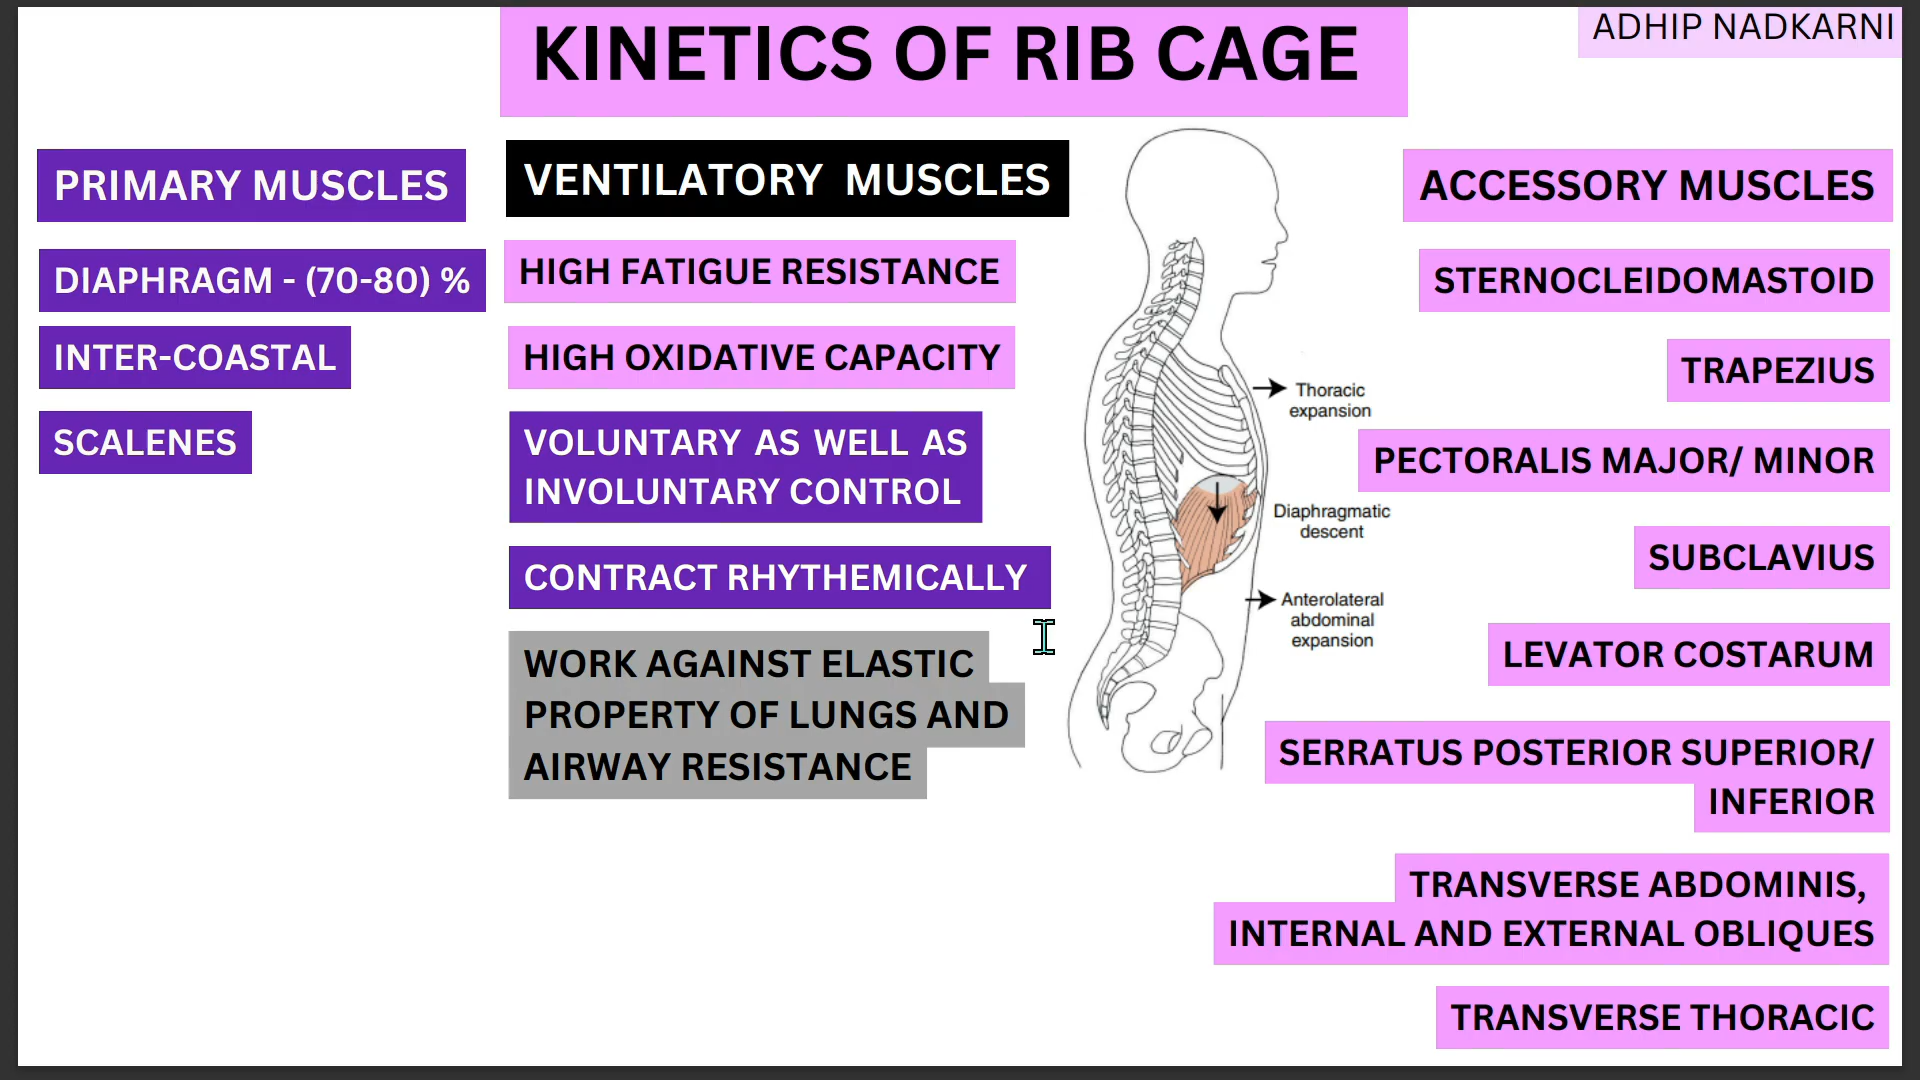 KINETICS OF RIB CAGE
ADHIP NADKARNI
PRIMARY MUSCLES
DIAPHRAGM - (70-80) %
INTER-COASTAL
SCALENES
VENTILATORY MUSCLES
HIGH FATIGUE RESISTANCE
HIGH OXIDATIVE CAPACITY
VOLUNTARY AS WELL AS
INVOLUNTARY CONTROL
CONTRACT RHYTHEMICALLY
WORK AGAINST ELASTIC
PROPERTY OF LUNGS AND
AIRWAY RESISTANCE
Thoracic
expansion
Diaphragmatic
descent
Anterolateral
abdominal
expansion
ACCESSORY MUSCLES
STERNOCLEIDOMASTOID
TRAPEZIUS
PECTORALIS MAJOR/ MINOR
SUBCLAVIUS
LEVATOR COSTARUM
SERRATUS POSTERIOR SUPERIOR/
INFERIOR
TRANSVERSE ABDOMINIS,
INTERNAL AND EXTERNAL OBLIQUES
TRANSVERSE THORACIC